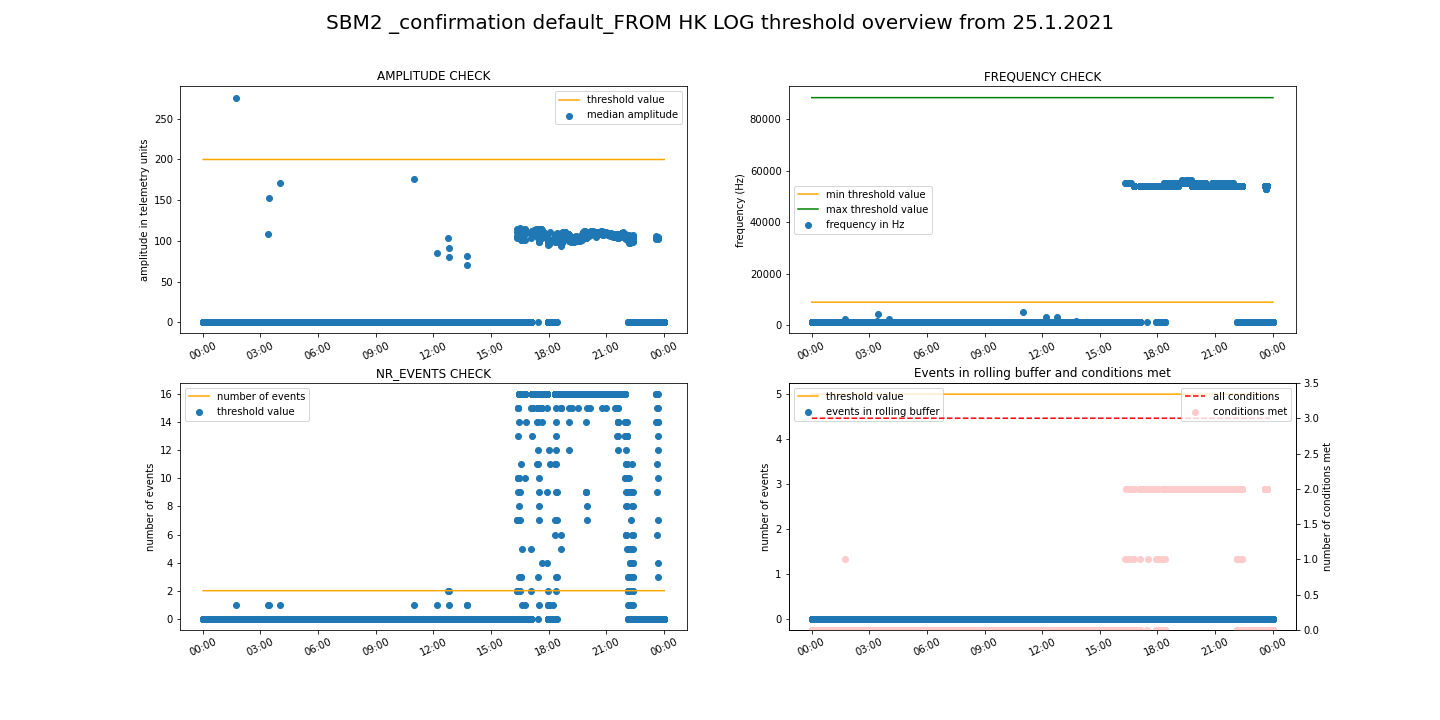 SBM2 _confirmation default_FROM HK LOG threshold overview from 25.1.2021
AMPLITUDE CHECK
amplitude in telemetry units
250
200
150
100
50
0
threshold value
median amplitude
00:00 03:00 06:00 09:00 12:00 15:00 18:00 21:00 00:00
FREQUENCY CHECK
frequency (Hz)
80000
60000
40000
20000
0
min threshold value
max threshold value
frequency in Hz
00:00 03:00 06:00 09:00 12:00 15:00 18:00 21:00 00:00
NR_EVENTS CHECK
number of events
16
14
12
10
8
6
4
2
0
number of events
threshold value
00:00 03:00 06:00 09:00 12:00 15:00 18:00 21:00 00:00
Events in rolling buffer and conditions met
number of events
5
4
3
2
1
0
threshold value
events in rolling buffer
all conditions
conditions met
3.5
3.0
2.5
2.0
1.5
1.0
0.5
0.0
number of conditions met
00:00 03:00 06:00 09:00 12:00 15:00 18:00 21:00 00:00